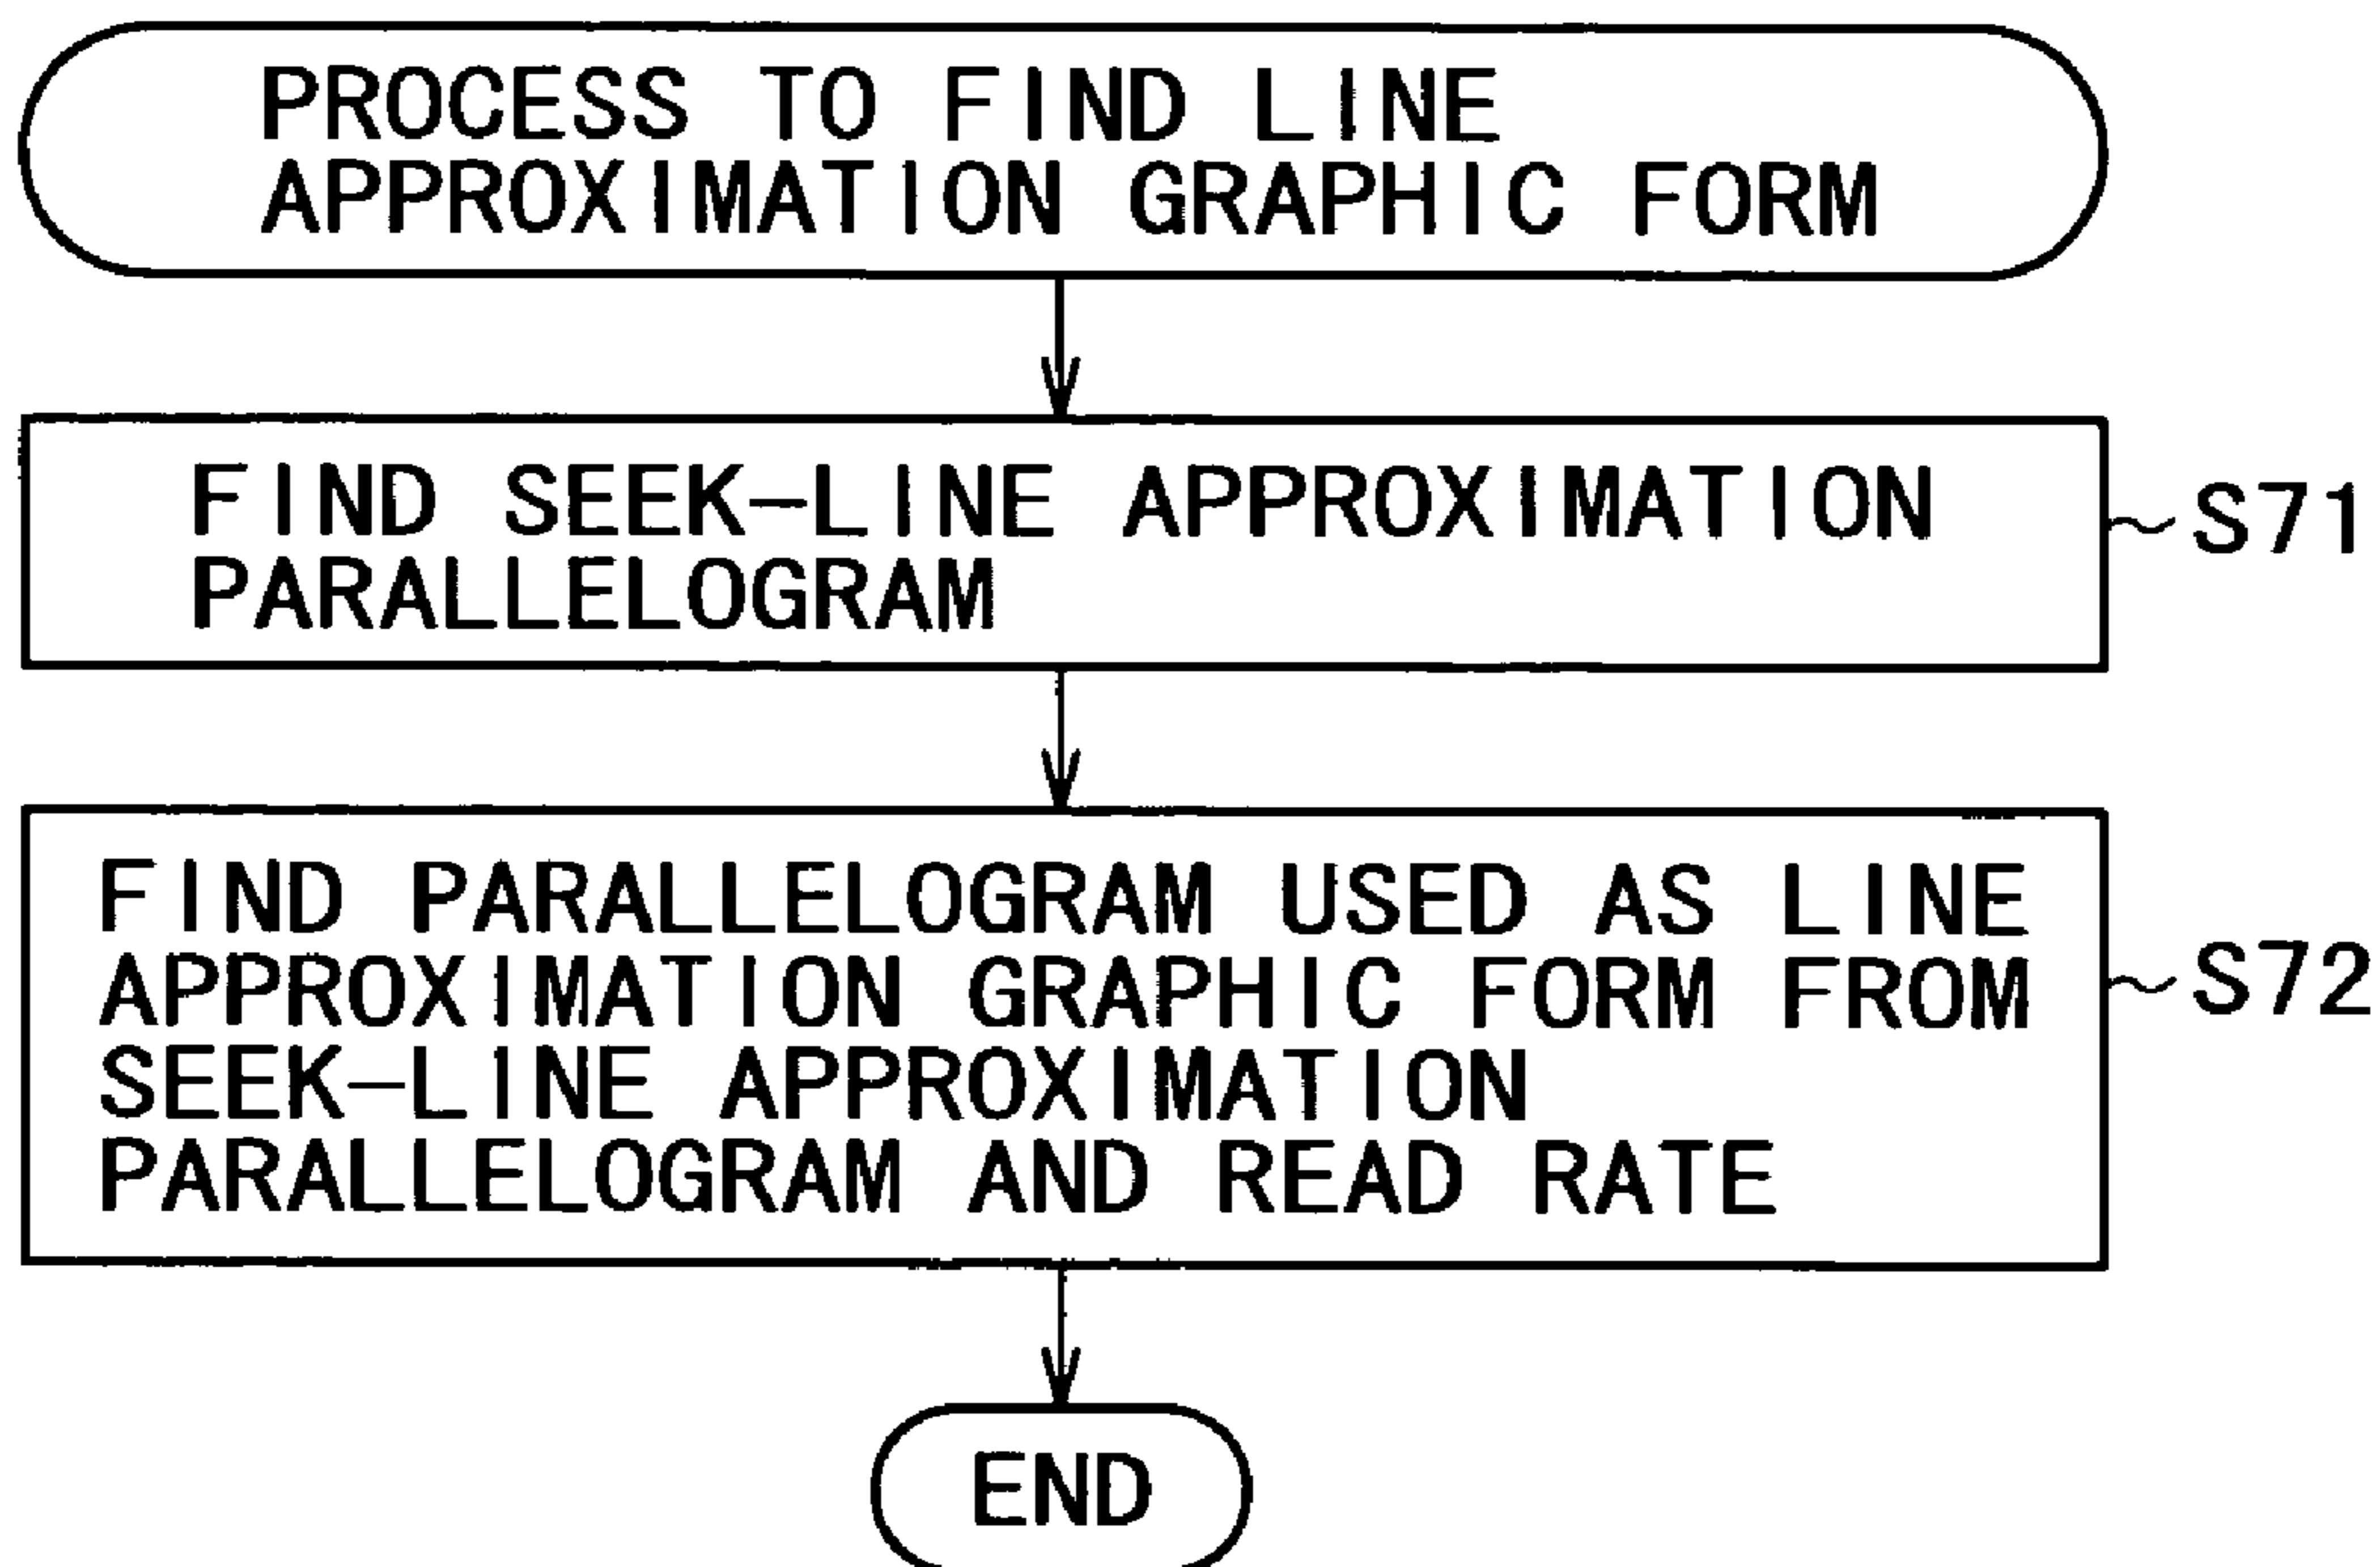 PROCESS TO FIND LINE
APPROXIMATION GRAPHIC FORM
FIND SEEK-LINE APPROXIMATION
PARALLELOGRAM
S71
FIND PARALLELOGRAM USED AS LINE
APPROXIMATION GRAPHIC FORM FROM
SEEK-LINE APPROXIMATION
PARALLELOGRAM AND READ RATE
S72
END